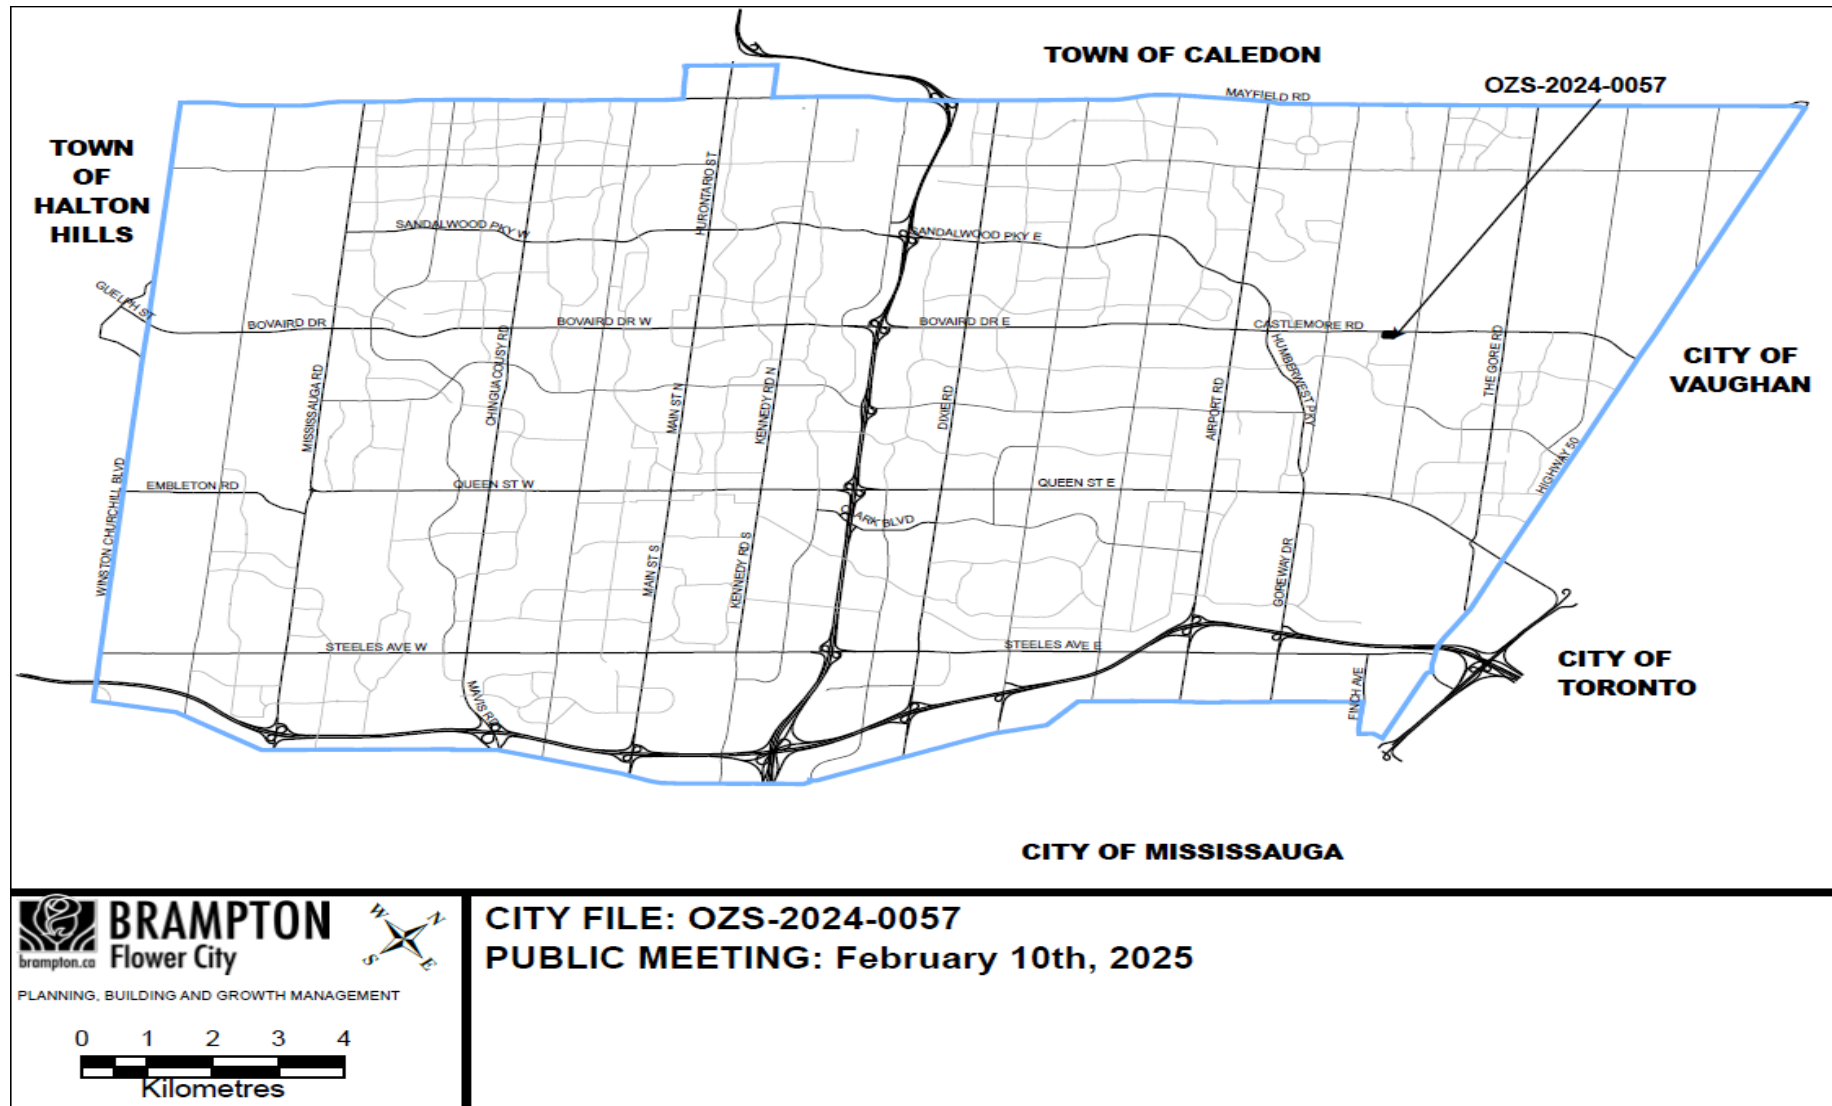 TOWN OF CALEDON
OZS-2024-0057
MAYFIELD RD
TOWN
OF
HALTON
HILLS
HURONTARIO ST
SANDALWOOD PKY W
SANDALWOOD PKY E
GUELPH ST
BOVAIRD DR
BOVAIRD DR W
BOVAIRD DR E
CASTLEMORE RD
CITY OF
VAUGHAN
MISSISSAUGA RD
CHINGUACOUSY RD
MAIN ST N
KENNEDY RD N
DIXIE RD
AIRPORT RD
HUMBERWEST PKY
THE GORE RD
HIGHWAY 50
WINSTON CHURCHILL BLVD
EMBLETON RD
QUEEN ST W
QUEEN ST E
CLARK BLVD
MAIN ST S
KENNEDY RD S
GOREWAY DR
STEELES AVE W
STEELES AVE E
MAVIS RD
FINCH AVE
CITY OF
TORONTO
CITY OF MISSISSAUGA
BRAMPTON
brampton.ca Flower City
W N
S E
PLANNING, BUILDING AND GROWTH MANAGEMENT
0 1 2 3 4
Kilometres
CITY FILE: OZS-2024-0057
PUBLIC MEETING: February 10th, 2025